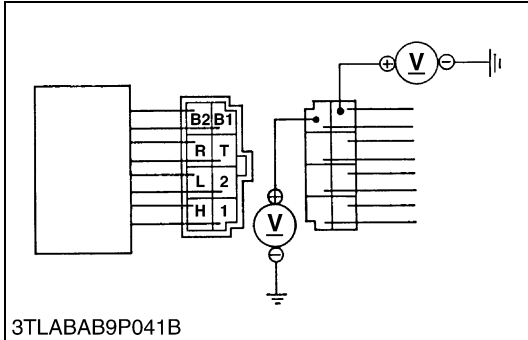 + V −
B2 B1
R T
L 2
H 1
+
V
−
3TLABAB9P041B